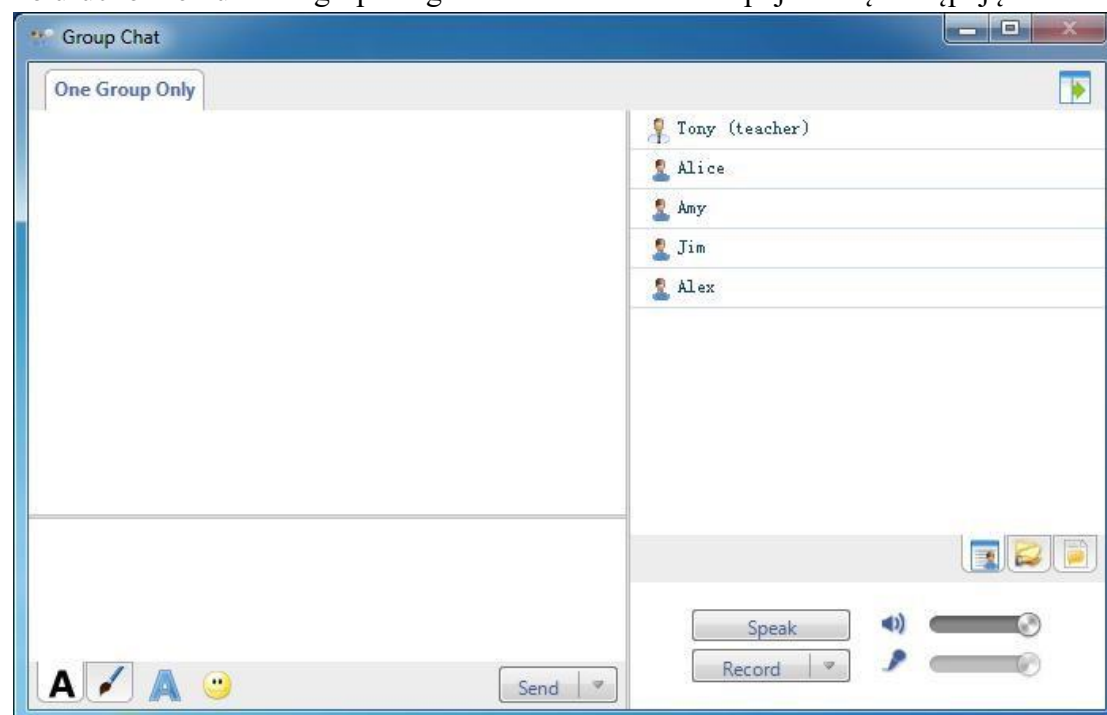 Group Chat
One Group Only
Tony (teacher)
Alice
Amy
Jim
Alex
Speak
Record
A
A
Send